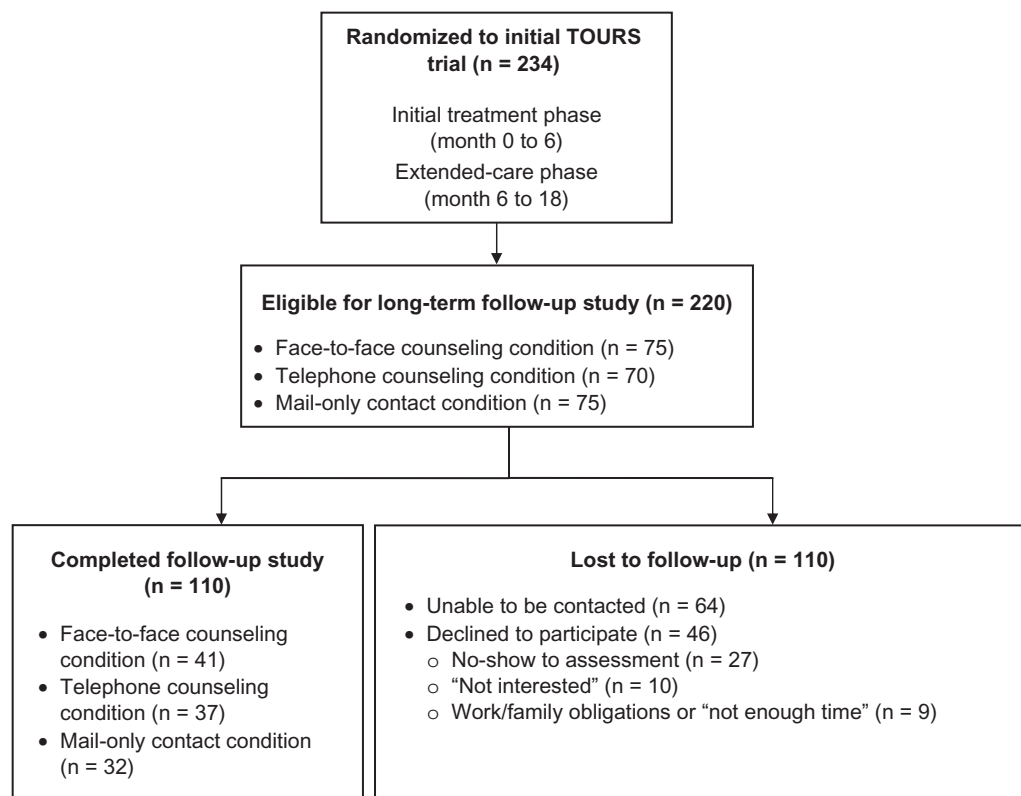 Randomized to initial TOURS
trial (n = 234)
Initial treatment phase
(month 0 to 6)
Extended-care phase
(month 6 to 18)
Eligible for long-term follow-up study (n = 220)
• Face-to-face counseling condition (n = 75)
• Telephone counseling condition (n = 70)
• Mail-only contact condition (n = 75)
Completed follow-up study
(n = 110)
• Face-to-face counseling
condition (n = 41)
• Telephone counseling
condition (n = 37)
• Mail-only contact condition
(n = 32)
Lost to follow-up (n = 110)
• Unable to be contacted (n = 64)
• Declined to participate (n = 46)
o No-show to assessment (n = 27)
o “Not interested” (n = 10)
o Work/family obligations or “not enough time” (n = 9)